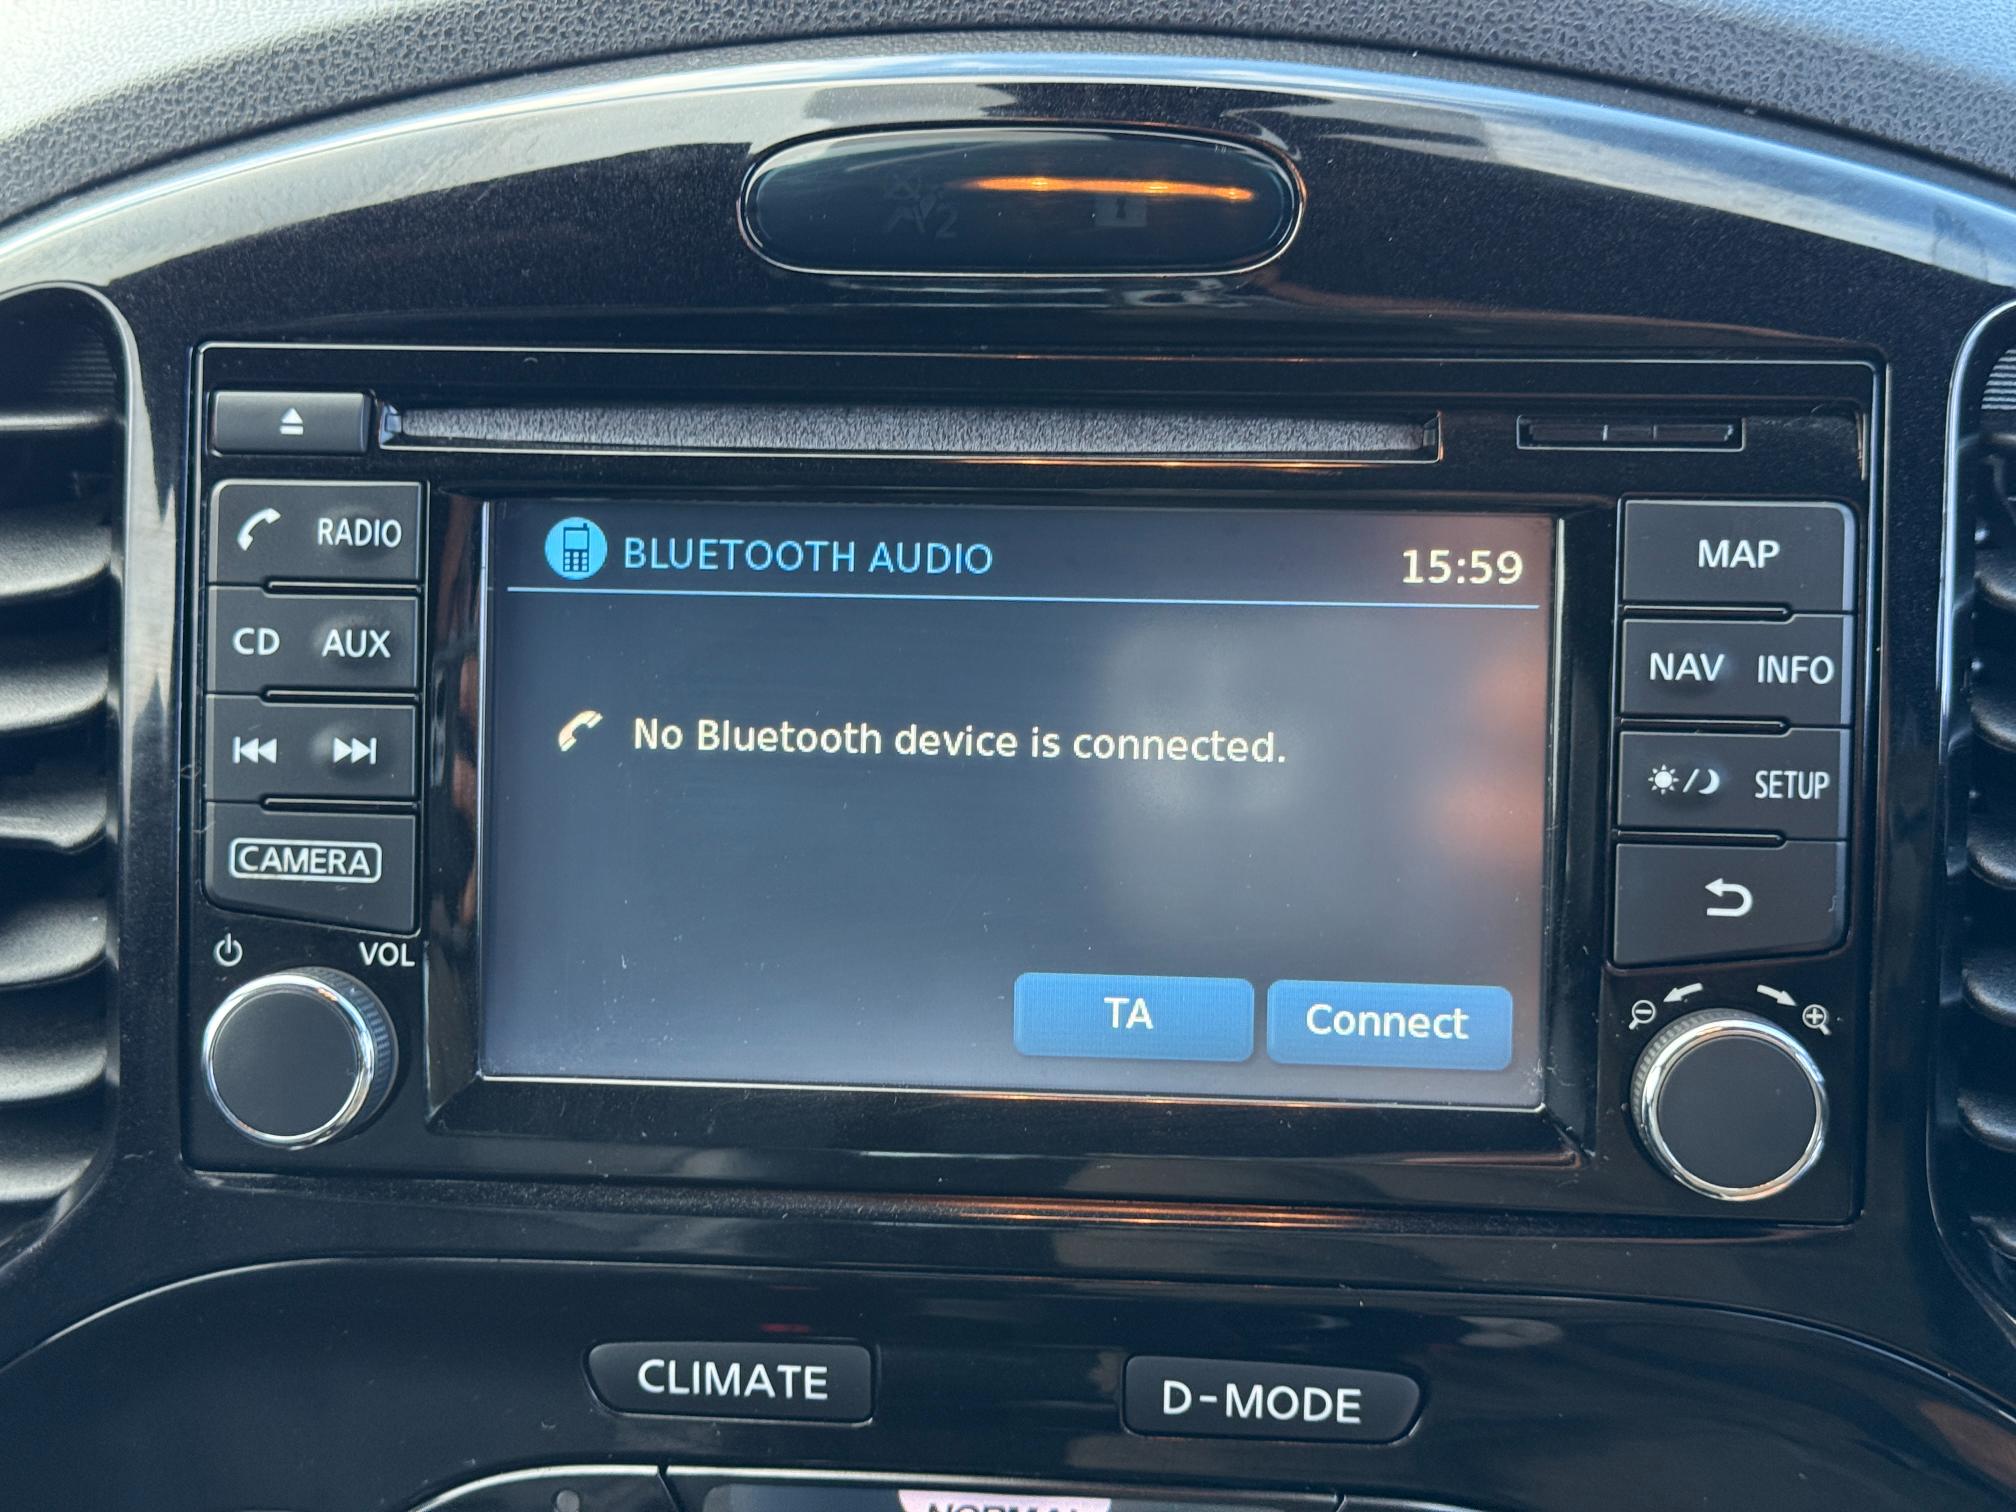 RADIO
CD AUX
CAMERA
VOL
BLUETOOTH AUDIO 15:59
No Bluetooth device is connected.
TA Connect
MAP
NAV INFO
SETUP
CLIMATE
D-MODE
NORMAL